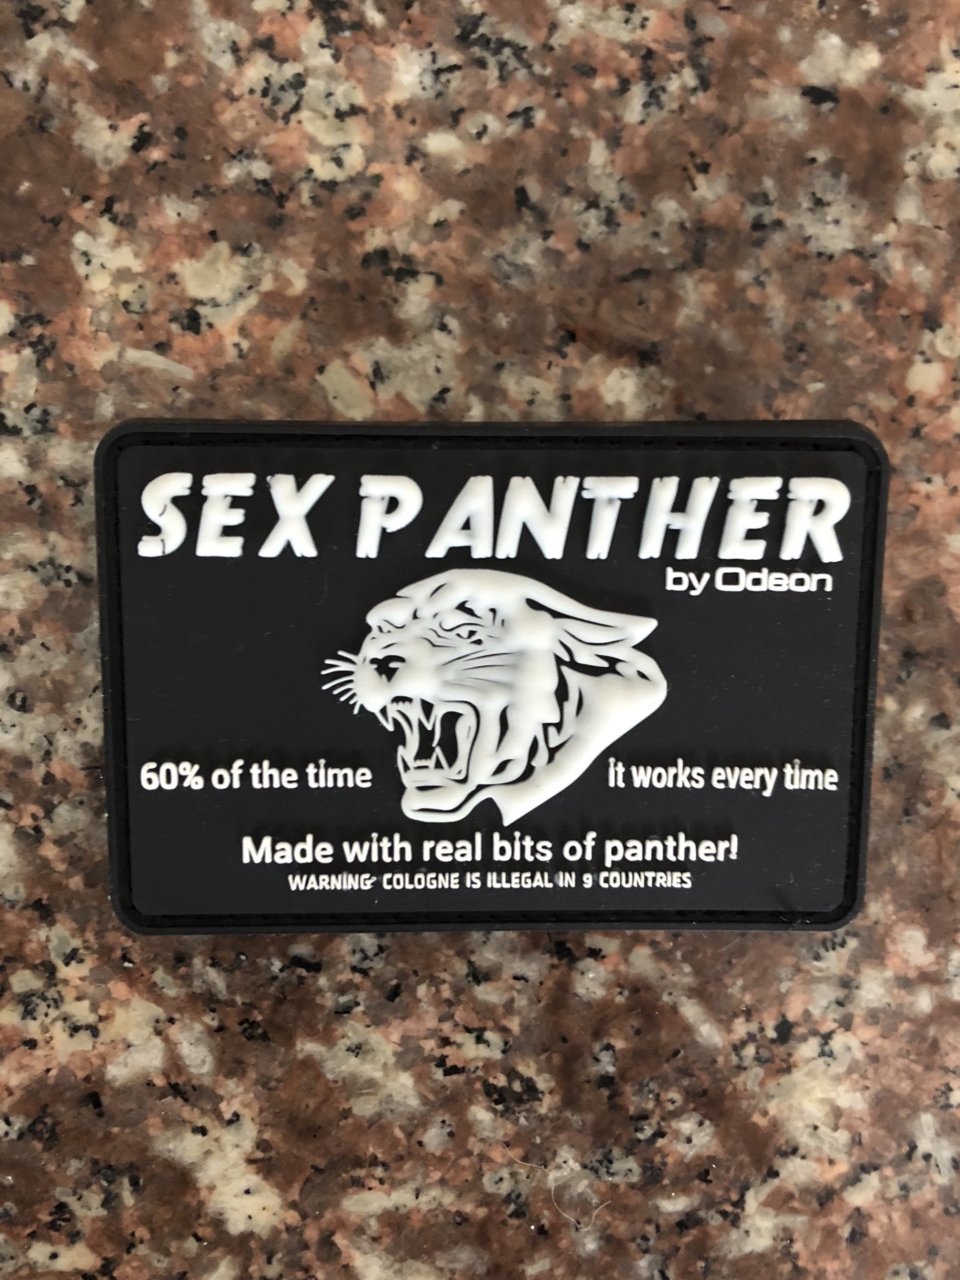 SEX PANTHER
by Odeon
60% of the time it works every time
Made with real bits of panther!
WARNING: COLOGNE IS ILLEGAL IN 9 COUNTRIES